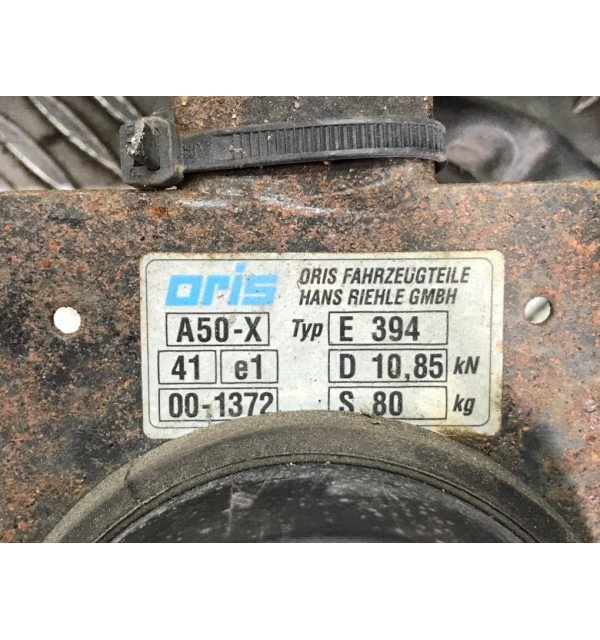 oris ORIS FAHRZEUGTEILE
HANS RIEHLE GMBH
A50-X Typ E 394
41 e1 D 10,85 kN
00-1372 S 80 kg